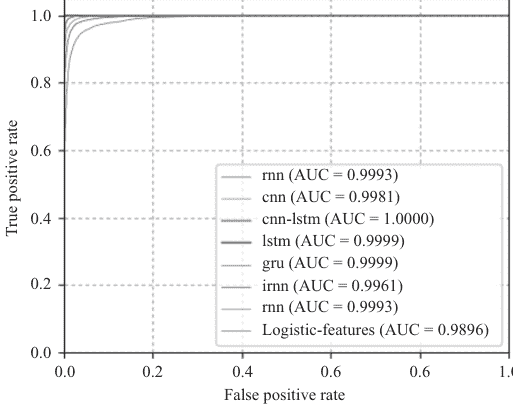 1.0
0.8
0.6
0.4
0.2
0.0
True positive rate
rnn (AUC = 0.9993)
cnn (AUC = 0.9981)
cnn-lstm (AUC = 1.0000)
lstm (AUC = 0.9999)
gru (AUC = 0.9999)
irnn (AUC = 0.9961)
rnn (AUC = 0.9993)
Logistic-features (AUC = 0.9896)
0.0 0.2 0.4 0.6 0.6 1.0
False positive rate